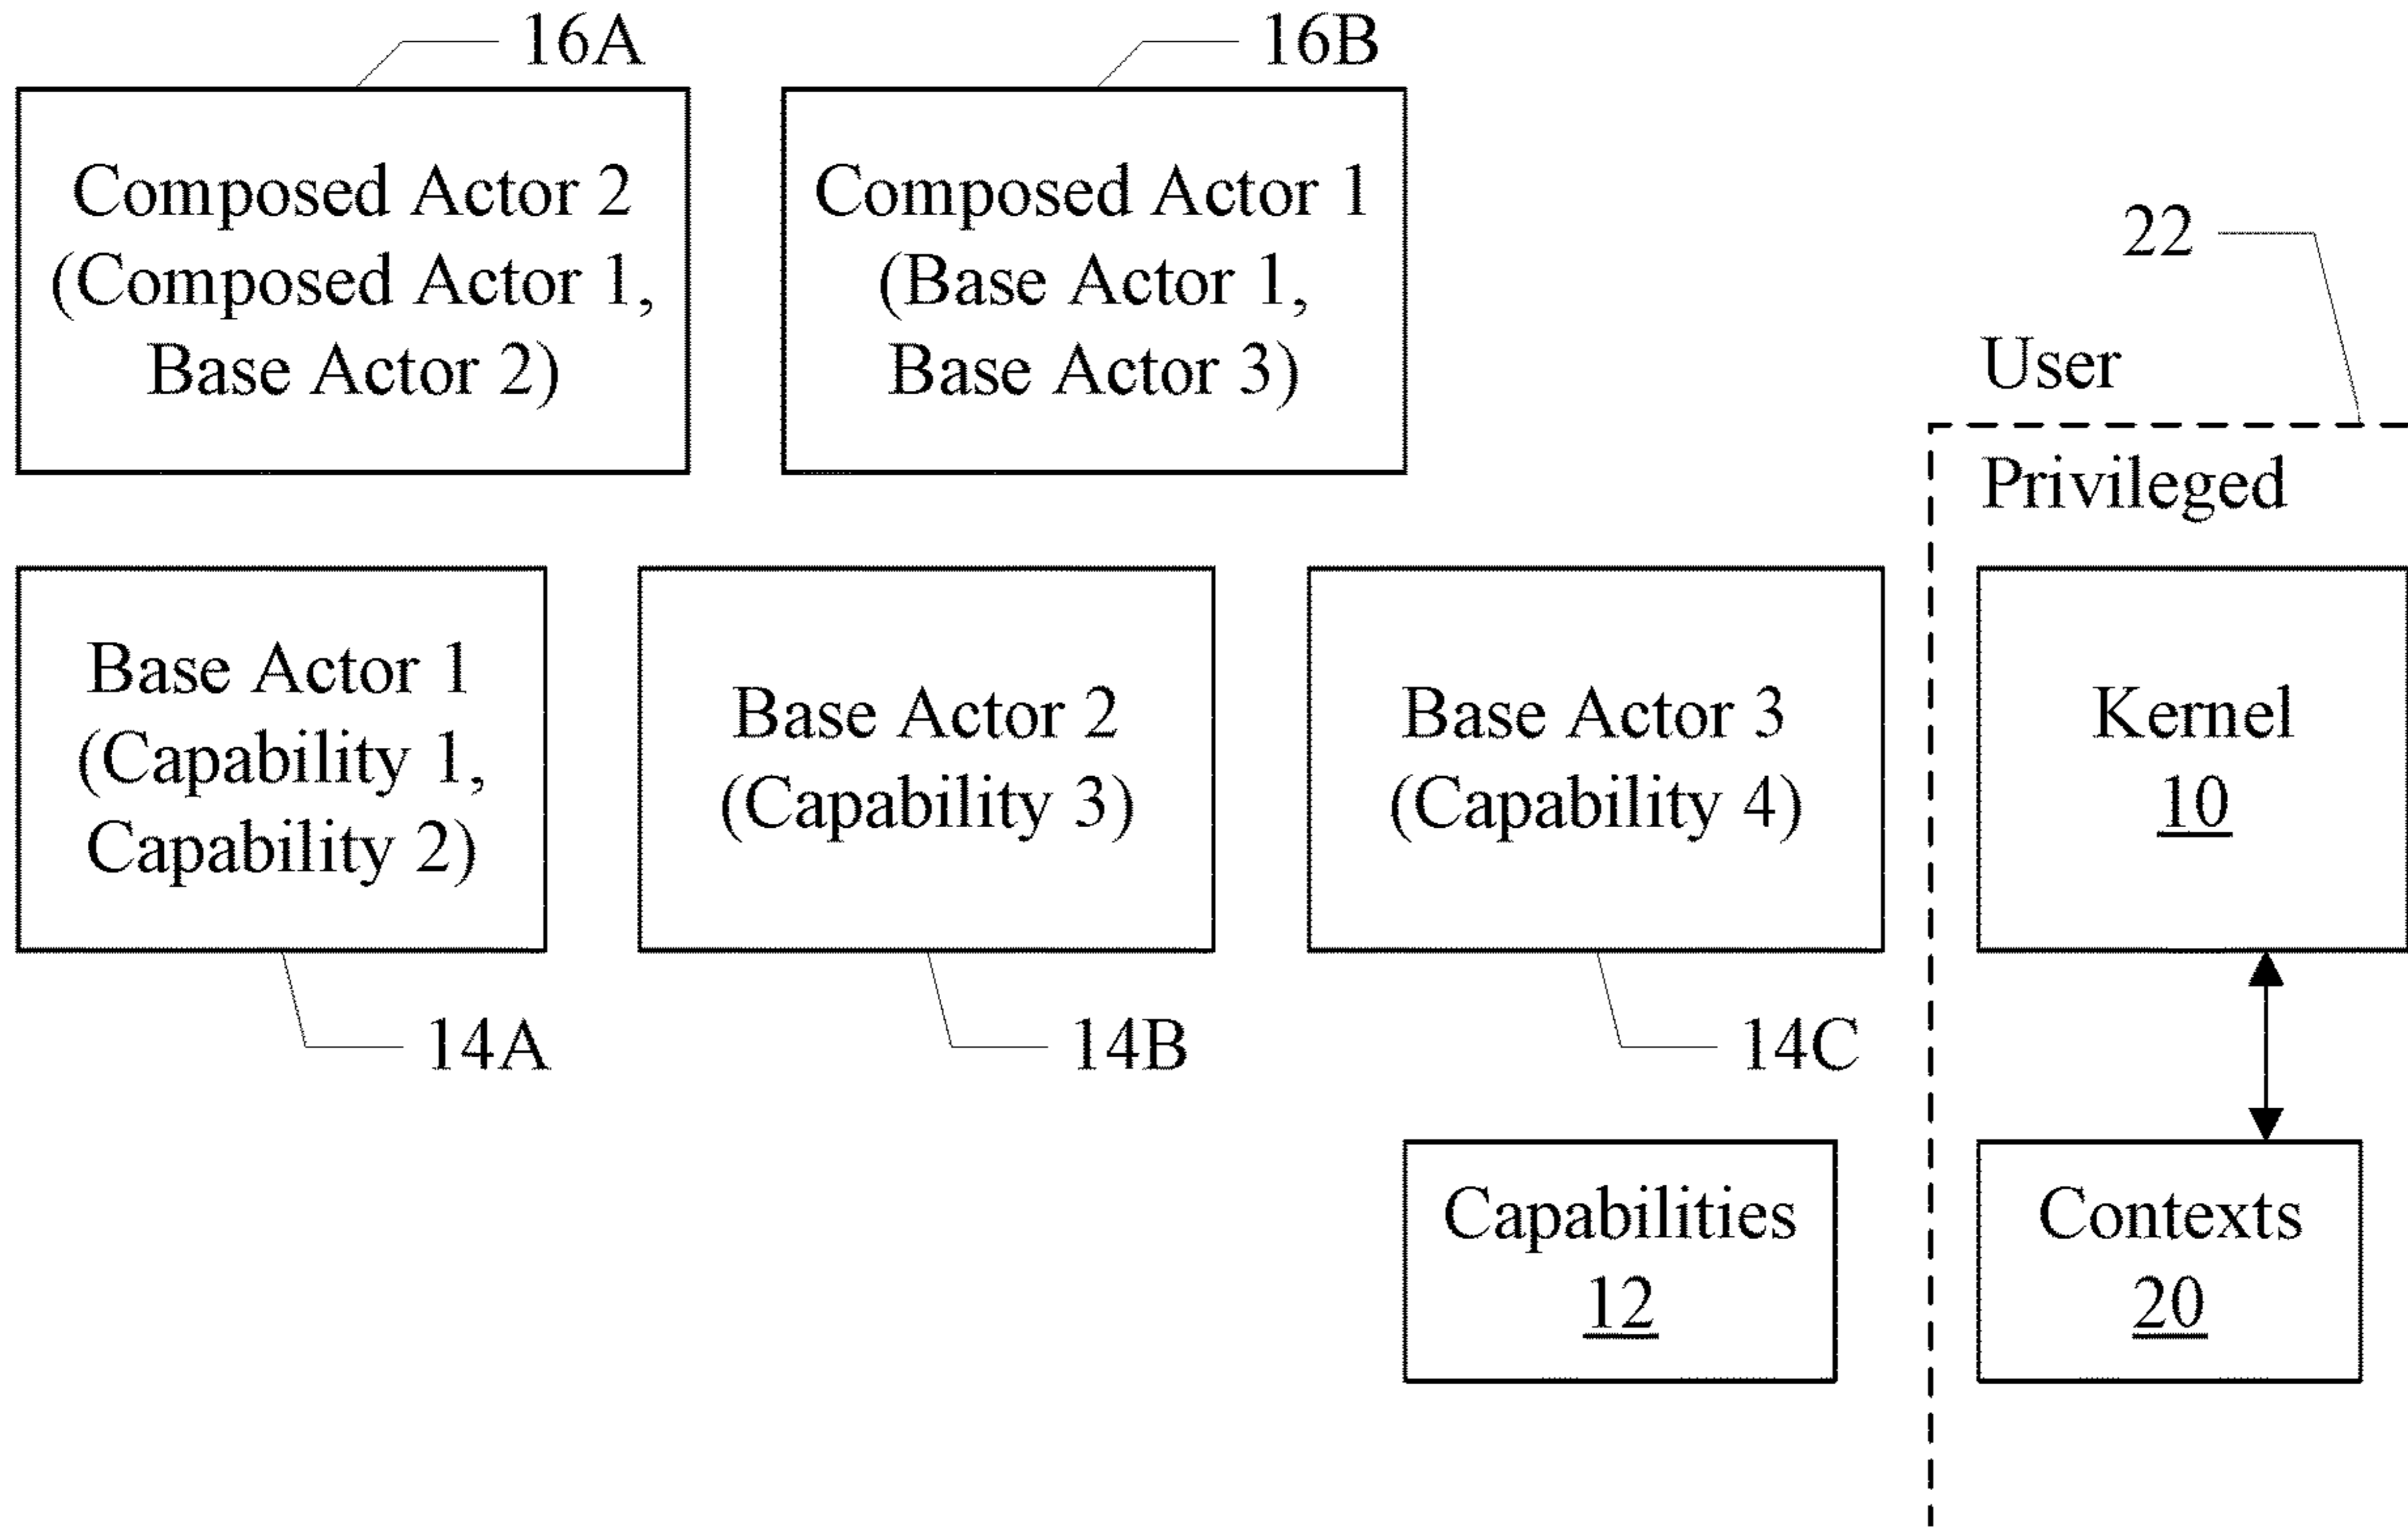 16A
16B
Composed Actor 2
(Composed Actor 1,
Base Actor 2)
Composed Actor 1
(Base Actor 1,
Base Actor 3)
22
User
Privileged
Base Actor 1
(Capability 1,
Capability 2)
Base Actor 2
(Capability 3)
Base Actor 3
(Capability 4)
Kernel
10
14A
14B
14C
Capabilities
12
Contexts
20